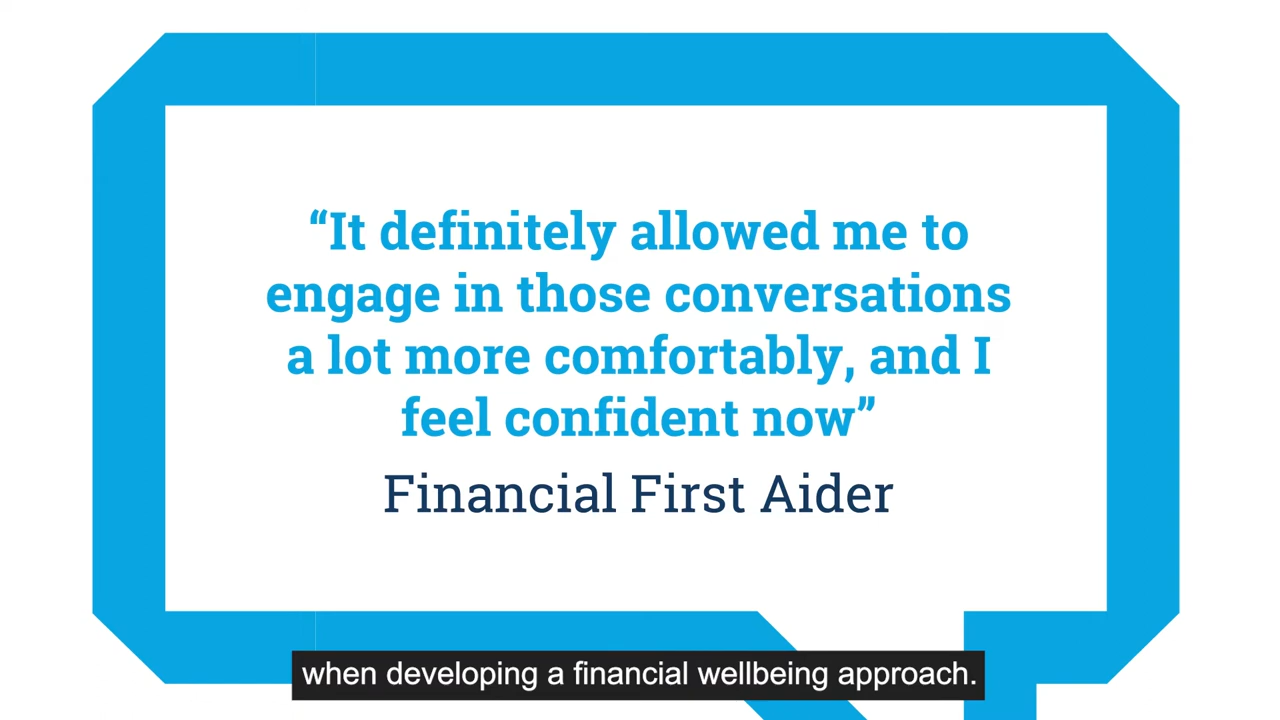 “It definitely allowed me to
engage in those conversations
a lot more comfortably, and I
feel confident now”
Financial First Aider
when developing a financial wellbeing approach.